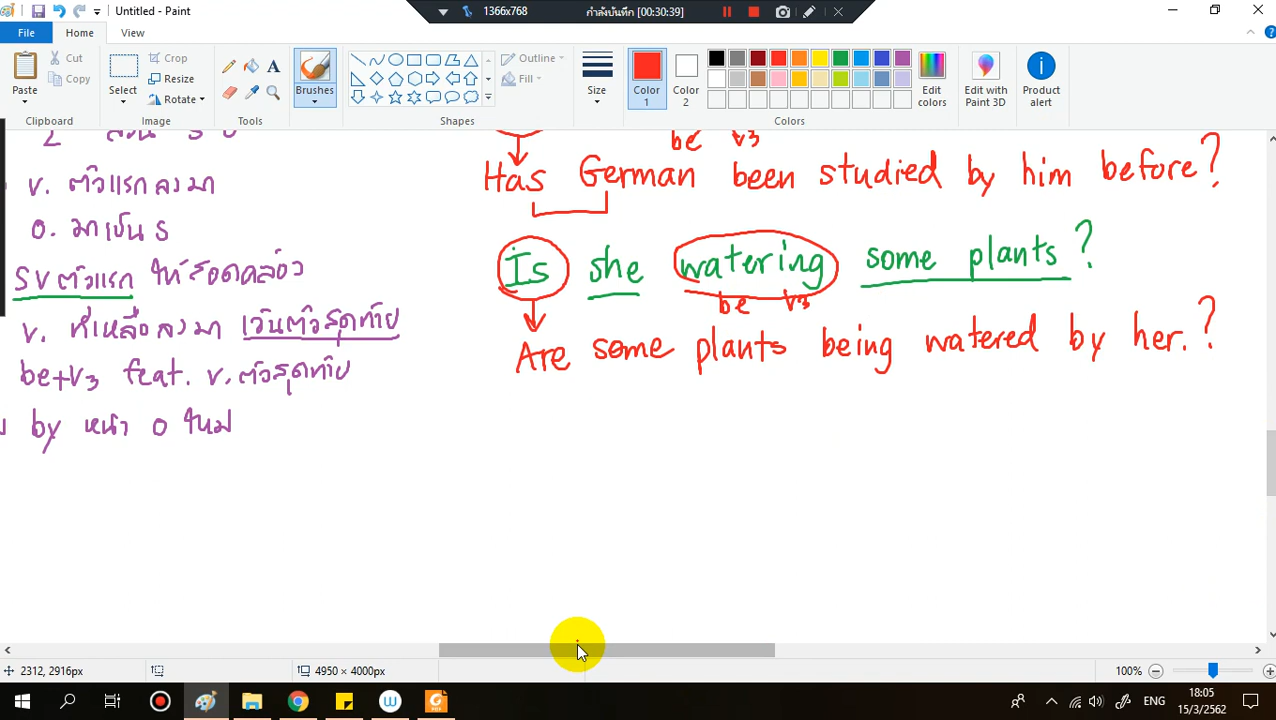 Untitled - Paint
1366x768
กำลังบันทึก [00:30:39]
File
Home
View
Paste
Cut
Copy
Clipboard
Select
Crop
Resize
Rotate
Image
Tools
Brushes
Outline
Fill
Shapes
Size
Color 1
Color 2
Edit colors
Colors
Edit with Paint 3D
Product alert
v. ตัวแรก ลงมา
o. มาเป็น S
SV ตัวแรก ให้สอดคล้อง
v. ที่เหลือลงมา เว้นตัวสุดท้าย
be+v3 feat. v. ตัวสุดท้าย
by หน้า O ใหม่
be v3
Has German been studied by him before?
Is she watering some plants?
be v3
Are some plants being watered by her.?
2312, 2916px
4950 × 4000px
100%
ENG
18:05
15/3/2562